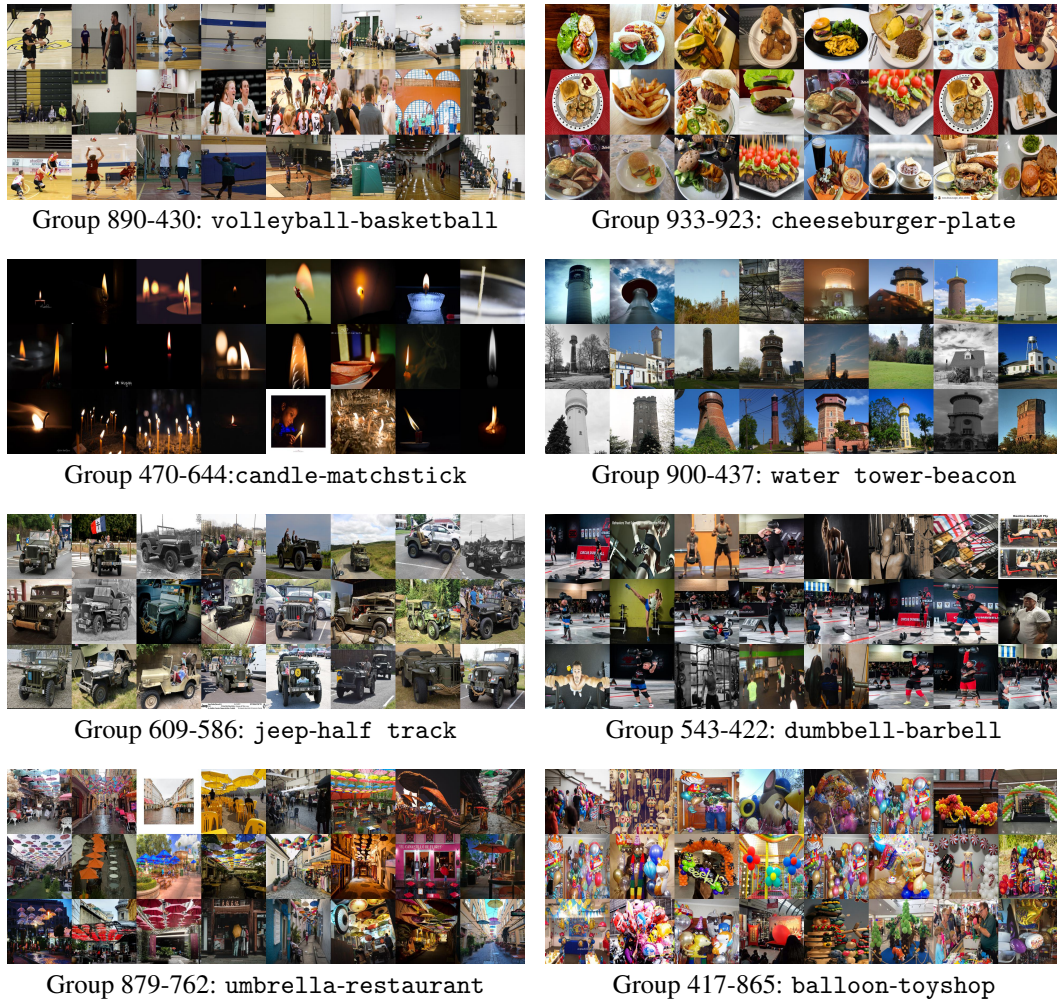 Group 890-430: volleyball-basketball
Group 933-923: cheeseburger-plate
Group 470-644:candle-matchstick
Group 900-437: water tower-beacon
Group 609-586: jeep-half track
Group 543-422: dumbbell-barbell
Group 879-762: umbrella-restaurant
Group 417-865: balloon-toyshop